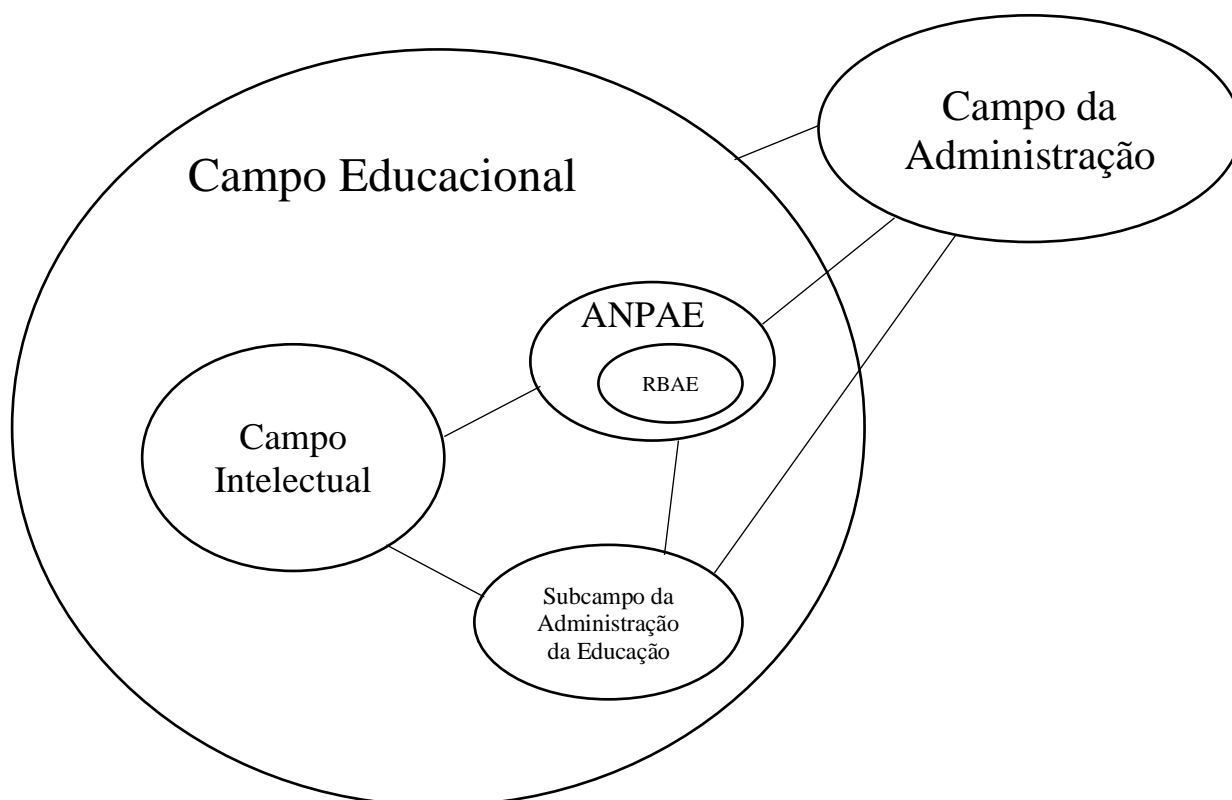 Campo da
Administração
Campo Educacional
ANPAE
RBAE
Campo
Intelectual
Subcampo da
Administração
da Educação